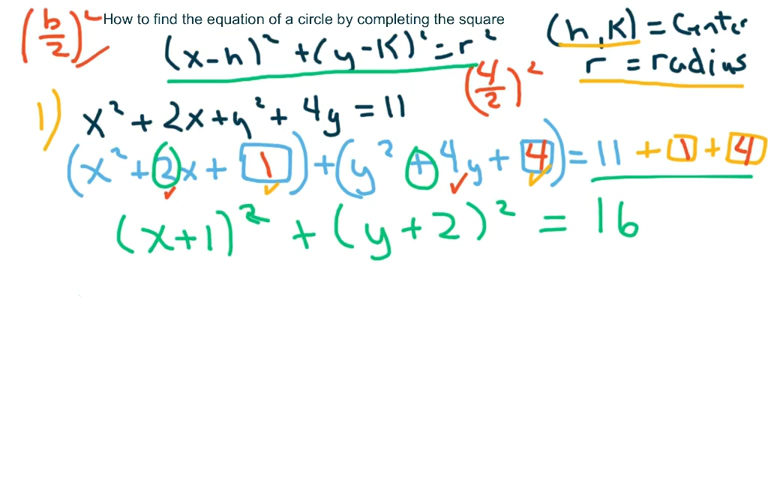 How to find the equation of a circle by completing the square
(b/2)²
(x-h)² + (y-k)² = r²
(h,k) = Center
r = radius
(4/2)²
1) x² + 2x + y² + 4y = 11
(x² + 2x + 1) + (y² + 4y + 4) = 11 + 1 + 4
(x+1)² + (y+2)² = 16